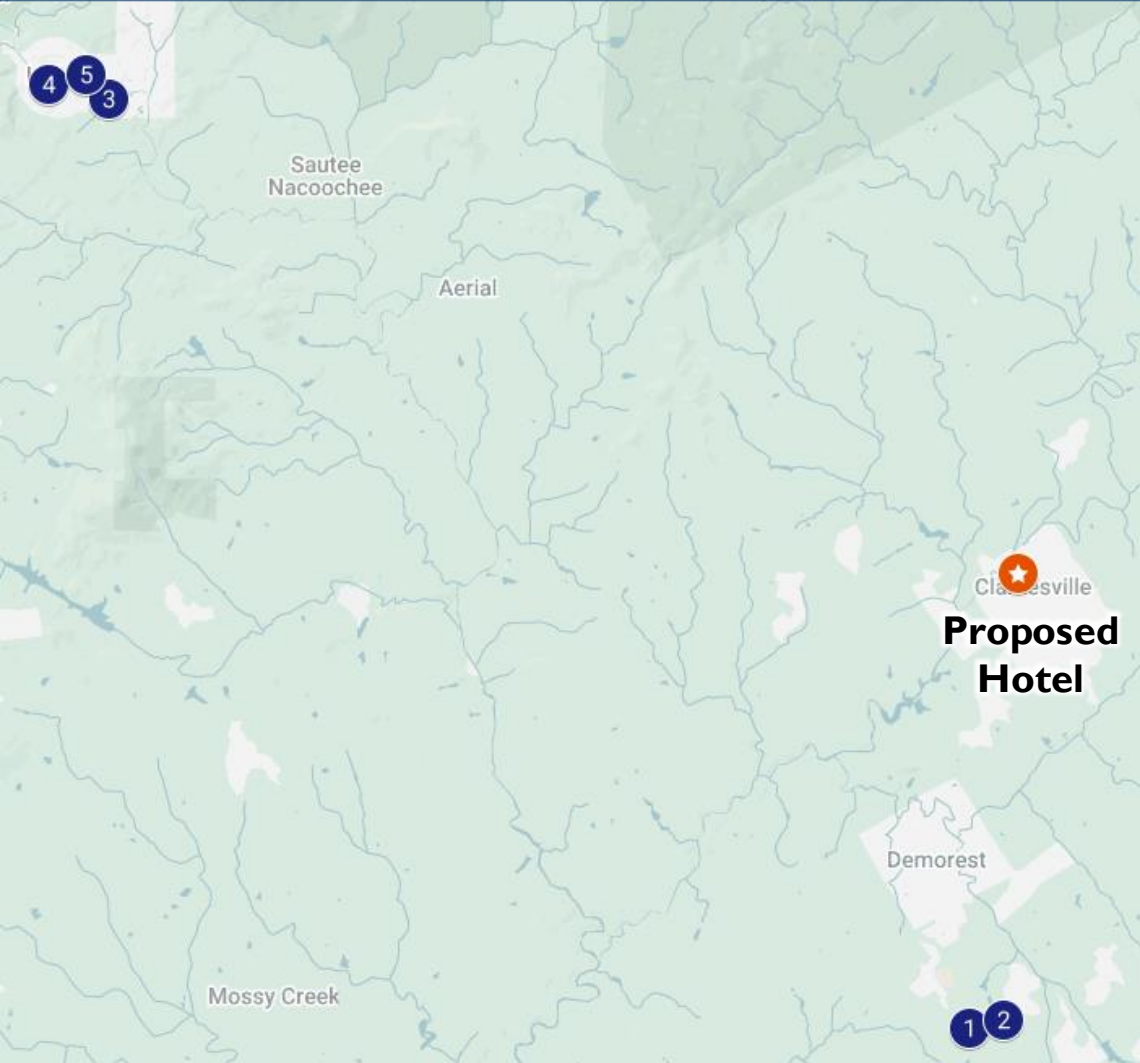 4
5
3
Sautee
Nacoochee
Aerial
Proposed
Hotel
Demorest
Mossy Creek
1
2